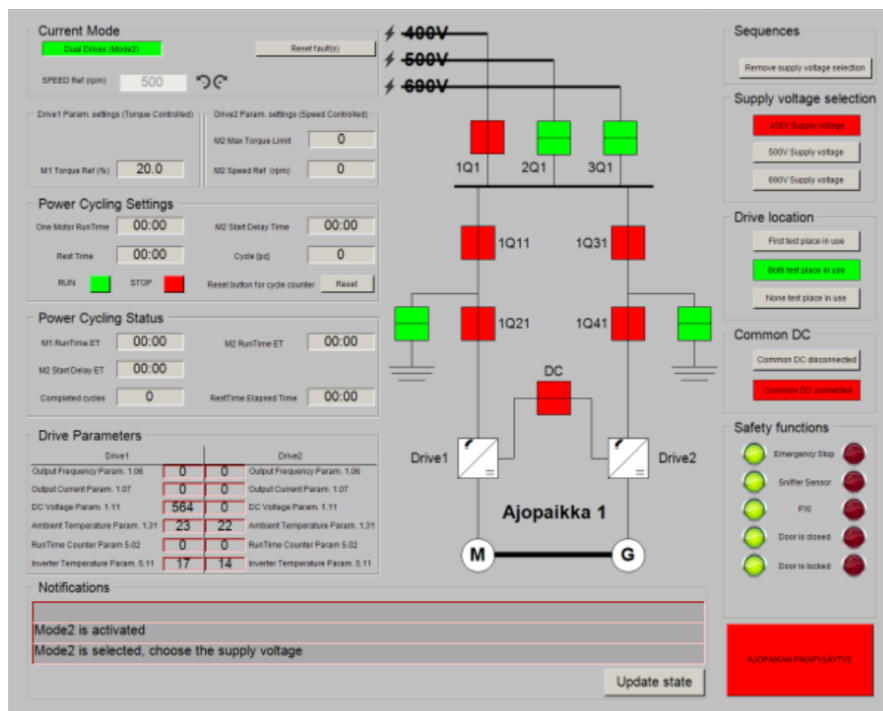 Current Mode
Dual Drives (Mode2)
Reset fault(s)
SPEED Ref (rpm)
500
Drive1 Param. settings (Torque Controlled)
M1 Torque Ref (%)
20.0
Drive2 Param. settings (Speed Controlled)
M2 Max Torque Limit
0
M2 Speed Ref (rpm)
0
Power Cycling Settings
One Motor RunTime
00:00
M2 Start Delay Time
00:00
Rest Time
00:00
Cycle [pc]
0
RUN
STOP
Reset button for cycle counter
Reset
Power Cycling Status
M1 RunTime ET
00:00
M2 RunTime ET
00:00
M2 Start Delay ET
00:00
Completed cycles
0
RestTime Elapsed Time
00:00
Drive Parameters
Drive1
Drive2
Output Frequency Param. 1.06 0 0 Output Frequency Param. 1.06
Output Current Param. 1.07 0 0 Output Current Param. 1.07
DC Voltage Param. 1.11 564 0 DC Voltage Param. 1.11
Ambient Temperature Param. 1.31 23 22 Ambient Temperature Param. 1.31
RunTime Counter Param 5.02 0 0 RunTime Counter Param 5.02
Inverter Temperature Param. 5.11 17 14 Inverter Temperature Param. 5.11
400V
500V
690V
1Q1
2Q1
3Q1
1Q11
1Q31
1Q21
1Q41
DC
Drive1
Drive2
Ajopaikka 1
M
G
Sequences
Remove supply voltage selection
Supply voltage selection
400V Supply voltage
500V Supply voltage
690V Supply voltage
Drive location
First test place in use
Both test place in use
None test place in use
Common DC
Common DC disconnected
Common DC connected
Safety functions
Emergency Stop
Sniffer Sensor
PXI
Door is closed
Door is locked
Notifications
Mode2 is activated
Mode2 is selected, choose the supply voltage
Update state
AJOPAIKAN PIKAPYSÄYTYS